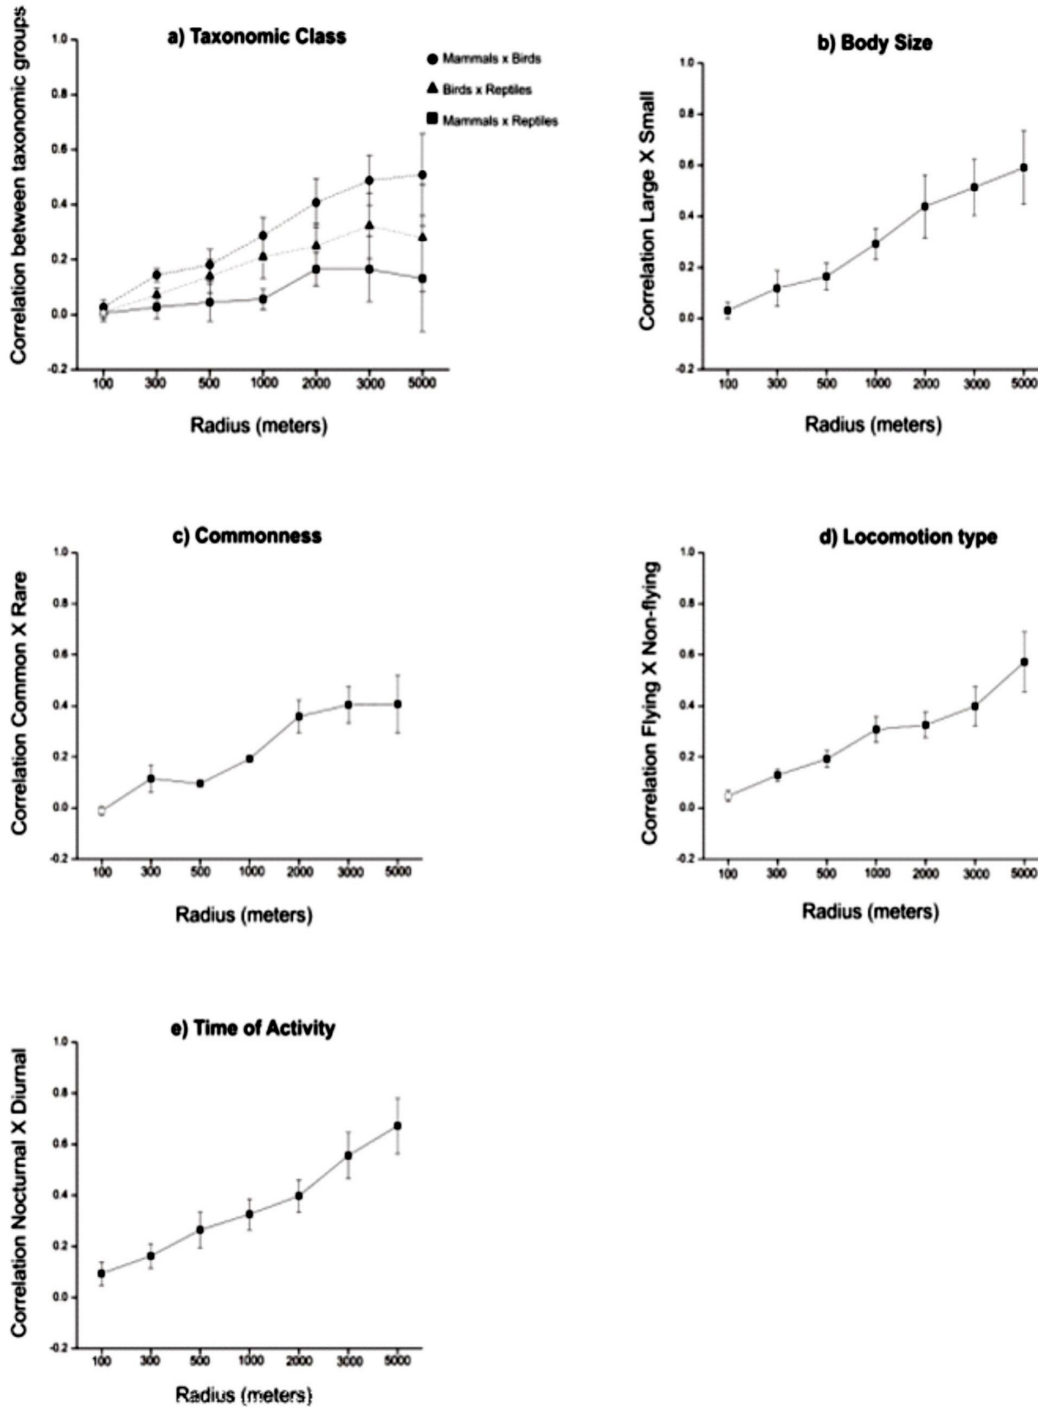 a) Taxonomic Class
Correlation between taxonomic groups
1.0
0.8
0.6
0.4
0.2
0.0
-0.2
Mammals x Birds
Birds x Reptiles
Mammals x Reptiles
100 300 500 1000 2000 3000 5000
Radius (meters)
b) Body Size
Correlation Large X Small
1.0
0.8
0.6
0.4
0.2
0.0
-0.2
100 300 500 1000 2000 3000 5000
Radius (meters)
c) Commonness
Correlation Common X Rare
1.0
0.8
0.6
0.4
0.2
0.0
-0.2
100 300 500 1000 2000 3000 5000
Radius (meters)
d) Locomotion type
Correlation Flying X Non-flying
1.0
0.8
0.6
0.4
0.2
0.0
-0.2
100 300 500 1000 2000 3000 5000
Radius (meters)
e) Time of Activity
Correlation Nocturnal X Diurnal
1.0
0.8
0.6
0.4
0.2
0.0
-0.2
100 300 500 1000 2000 3000 5000
Radius (meters)